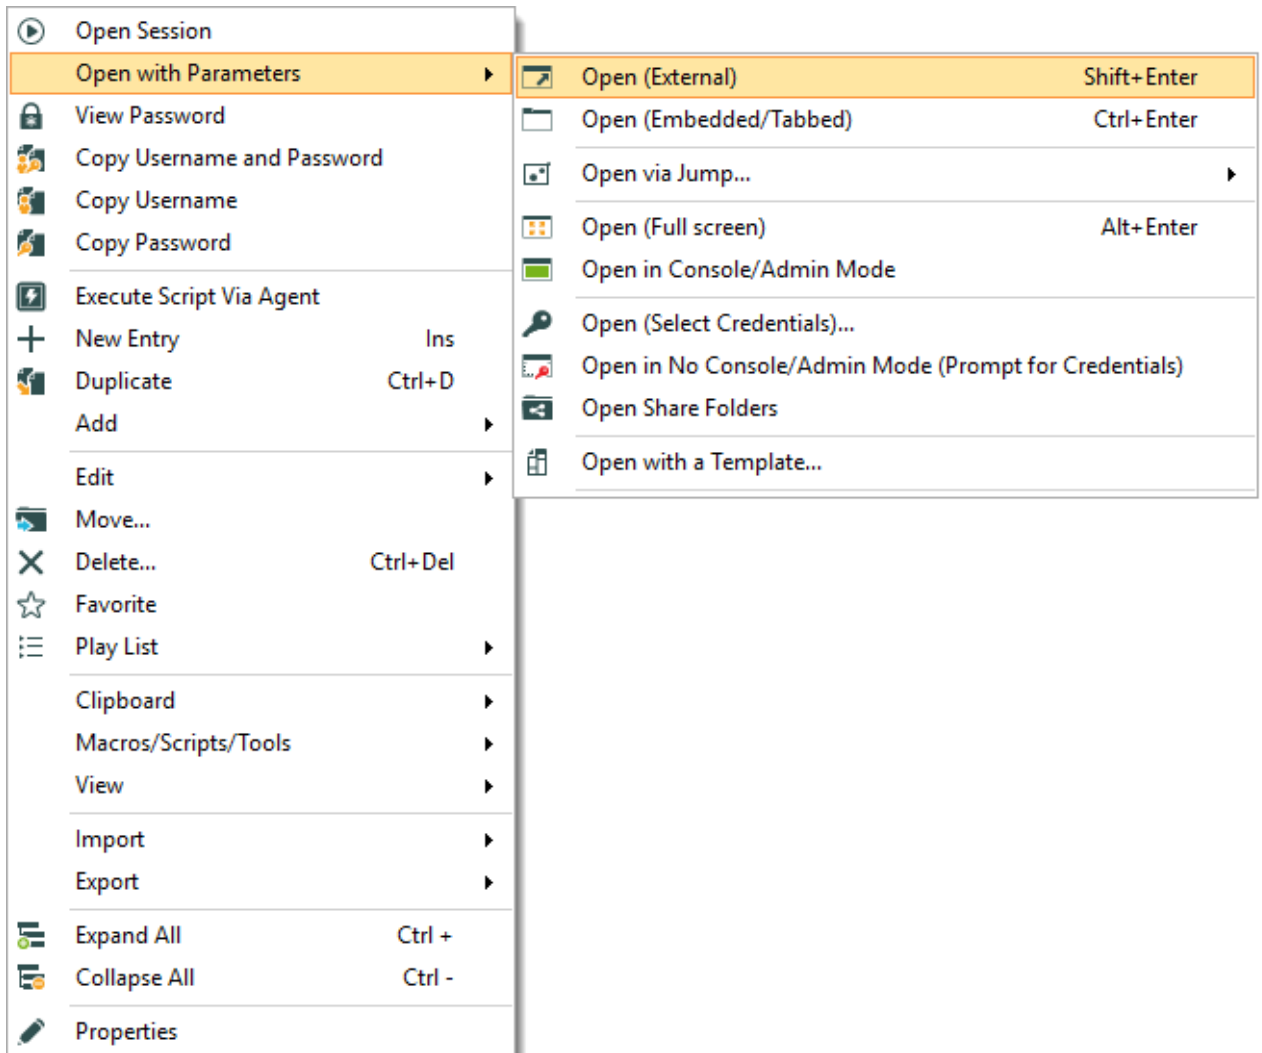 Open Session
Open with Parameters
View Password
Copy Username and Password
Copy Username
Copy Password
Execute Script Via Agent
New Entry Ins
Duplicate Ctrl+D
Add
Edit
Move...
Delete... Ctrl+Del
Favorite
Play List
Clipboard
Macros/Scripts/Tools
View
Import
Export
Expand All Ctrl +
Collapse All Ctrl -
Properties
Open (External) Shift+Enter
Open (Embedded/Tabbed) Ctrl+Enter
Open via Jump...
Open (Full screen) Alt+Enter
Open in Console/Admin Mode
Open (Select Credentials)...
Open in No Console/Admin Mode (Prompt for Credentials)
Open Share Folders
Open with a Template...